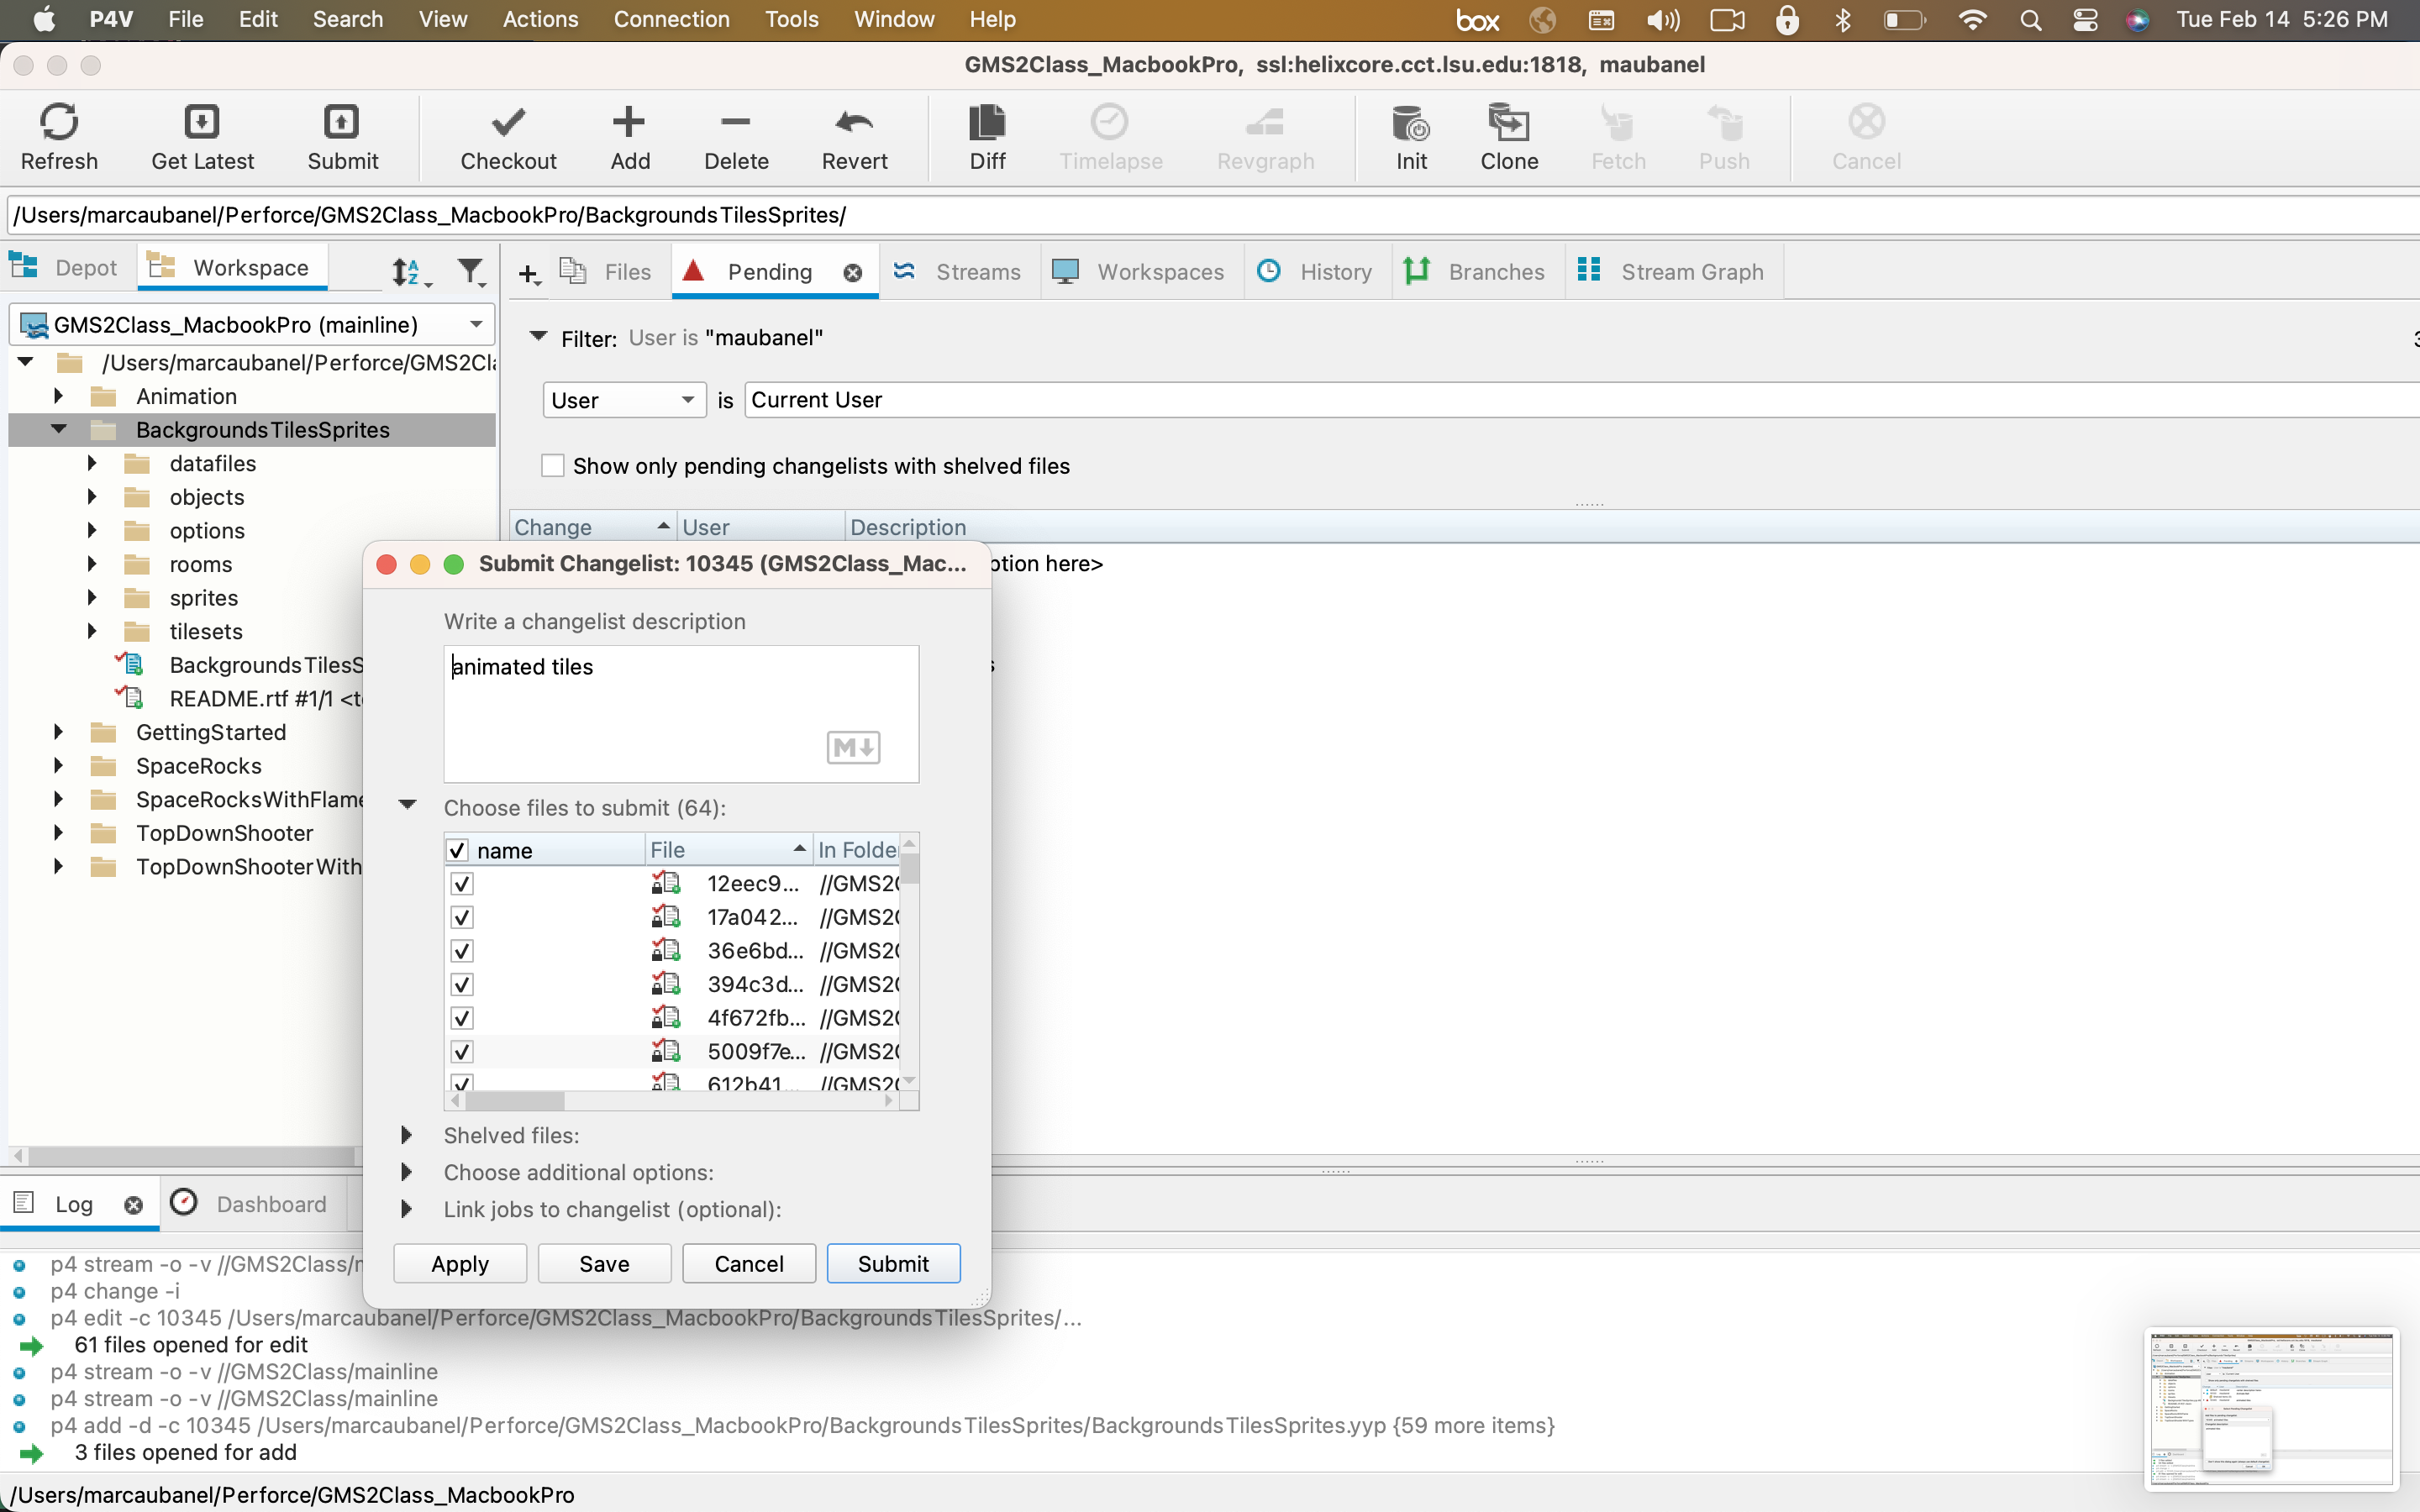 P4V File Edit Search View Actions Connection Tools Window Help box Tue Feb 14 5:26 PM
GMS2Class_MacbookPro, ssl:helixcore.cct.lsu.edu:1818, maubanel
Refresh Get Latest Submit Checkout Add Delete Revert Diff Timelapse Revgraph Init Clone Fetch Push Cancel
/Users/marcaubanel/Perforce/GMS2Class_MacbookPro/BackgroundsTilesSprites/
Depot Workspace
GMS2Class_MacbookPro (mainline)
/Users/marcaubanel/Perforce/GMS2Cla
Animation
BackgroundsTilesSprites
datafiles
objects
options
rooms
sprites
tilesets
BackgroundsTilesS
README.rtf #1/1 <t
GettingStarted
SpaceRocks
SpaceRocksWithFlame
TopDownShooter
TopDownShooterWith
Files Pending Streams Workspaces History Branches Stream Graph
Filter: User is "maubanel"
User is Current User
Show only pending changelists with shelved files
Change User Description
ption here>
Submit Changelist: 10345 (GMS2Class_Mac...
Write a changelist description
animated tiles
M
Choose files to submit (64):
name File In Folde
12eec9... //GMS2
17a042... //GMS2
36e6bd... //GMS2
394c3d... //GMS2
4f672fb... //GMS2
5009f7e... //GMS2
612b41... //GMS2
Shelved files:
Choose additional options:
Link jobs to changelist (optional):
Apply Save Cancel Submit
Log Dashboard
p4 stream -o -v //GMS2Class/m
p4 change -i
p4 edit -c 10345 /Users/marcaubanel/Perforce/GMS2Class_MacbookPro/BackgroundsTilesSprites/...
61 files opened for edit
p4 stream -o -v //GMS2Class/mainline
p4 stream -o -v //GMS2Class/mainline
p4 add -d -c 10345 /Users/marcaubanel/Perforce/GMS2Class_MacbookPro/BackgroundsTilesSprites/BackgroundsTilesSprites.yyp {59 more items}
3 files opened for add
/Users/marcaubanel/Perforce/GMS2Class_MacbookPro